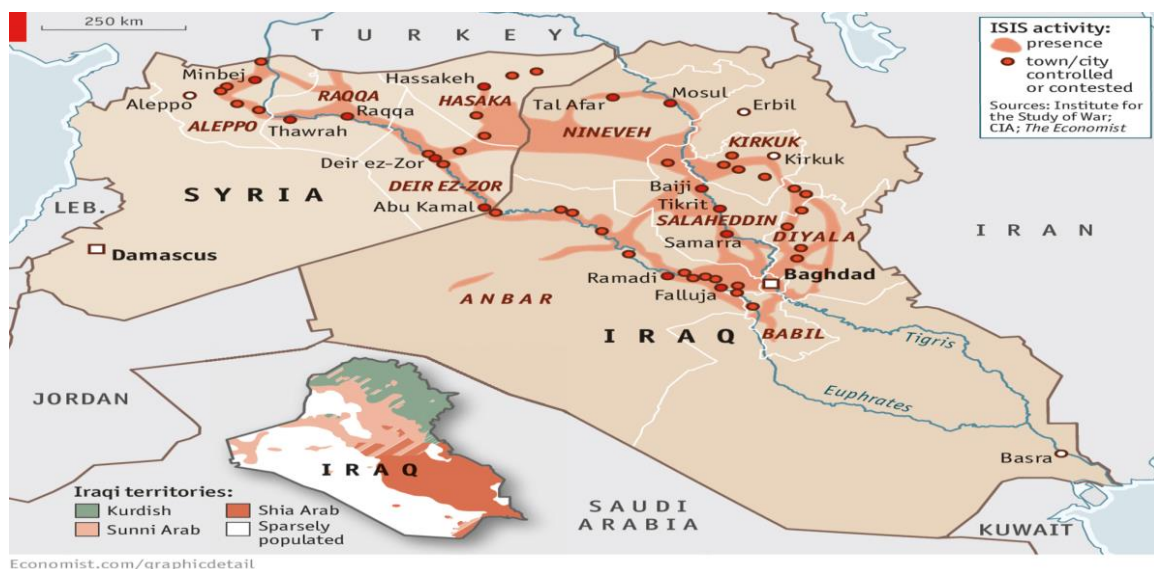 250 km
TURKEY
ISIS activity:
presence
town/city
controlled
or contested
Sources: Institute for
the Study of War;
CIA; The Economist
Minbej
Aleppo
ALEPPO
RAQQA
Raqqa
Thawrah
Hassakeh
HASAKA
Tal Afar
Mosul
Erbil
NINEVEH
KIRKUK
Kirkuk
Deir ez-Zor
DEIR EZ-ZOR
Abu Kamal
SYRIA
LEB.
Damascus
Baiji
Tikrit
SALAHEDDIN
Samarra
DIYALA
IRAN
Baghdad
Ramadi
Falluja
ANBAR
IRAQ
BABIL
Tigris
Euphrates
Basra
JORDAN
SAUDI
ARABIA
KUWAIT
IRAQ
Iraqi territories:
Kurdish
Sunni Arab
Shia Arab
Sparsely
populated
Economist.com/graphicdetail